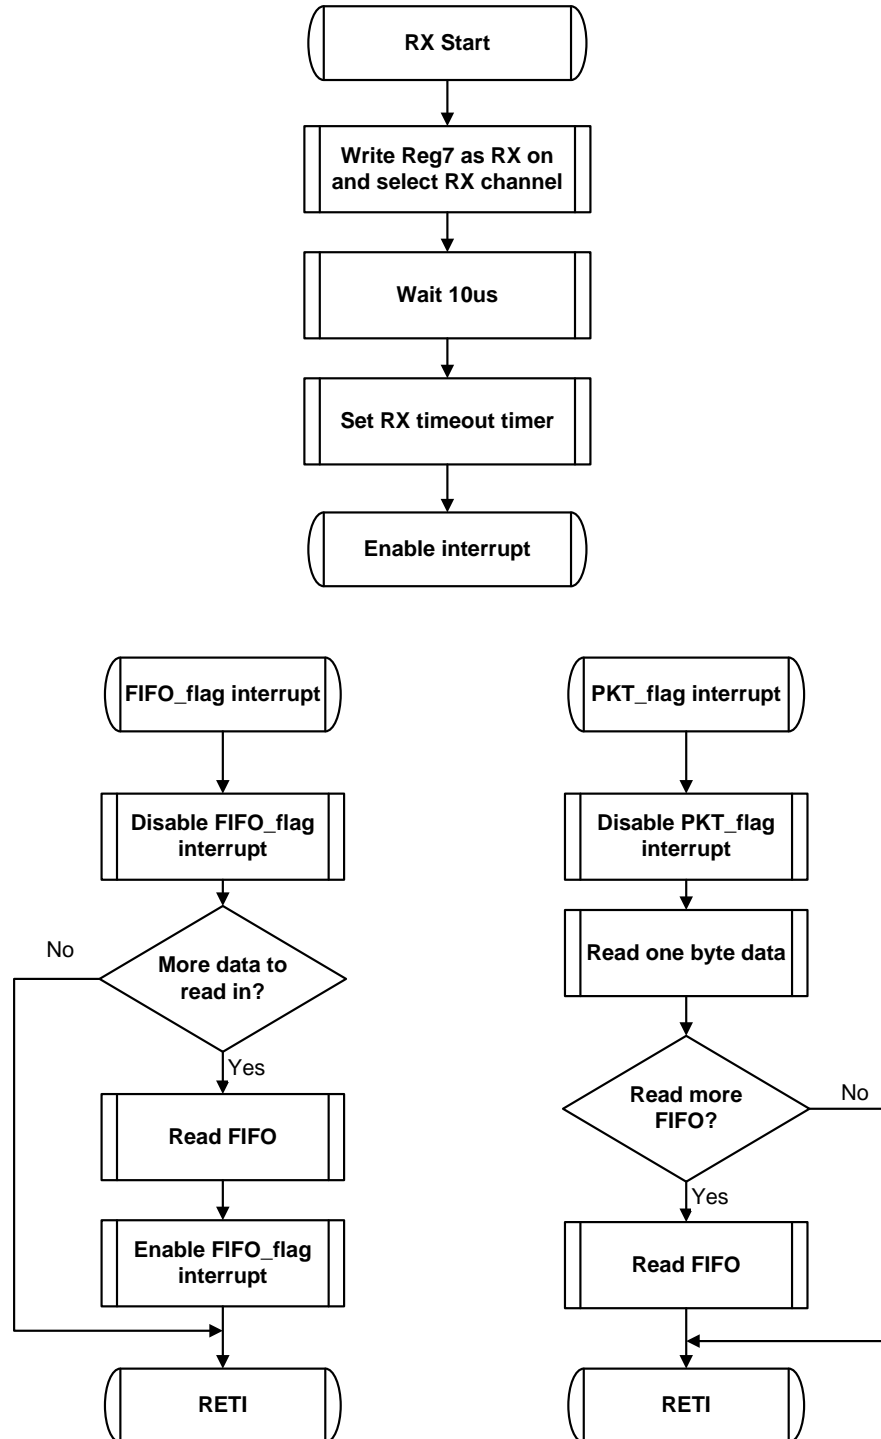 RX Start
Write Reg7 as RX on
and select RX channel
Wait 10us
Set RX timeout timer
Enable interrupt
FIFO_flag interrupt
Disable FIFO_flag
interrupt
No
More data to
read in?
Yes
Read FIFO
Enable FIFO_flag
interrupt
RETI
PKT_flag interrupt
Disable PKT_flag
interrupt
Read one byte data
Read more
FIFO?
No
Yes
Read FIFO
RETI